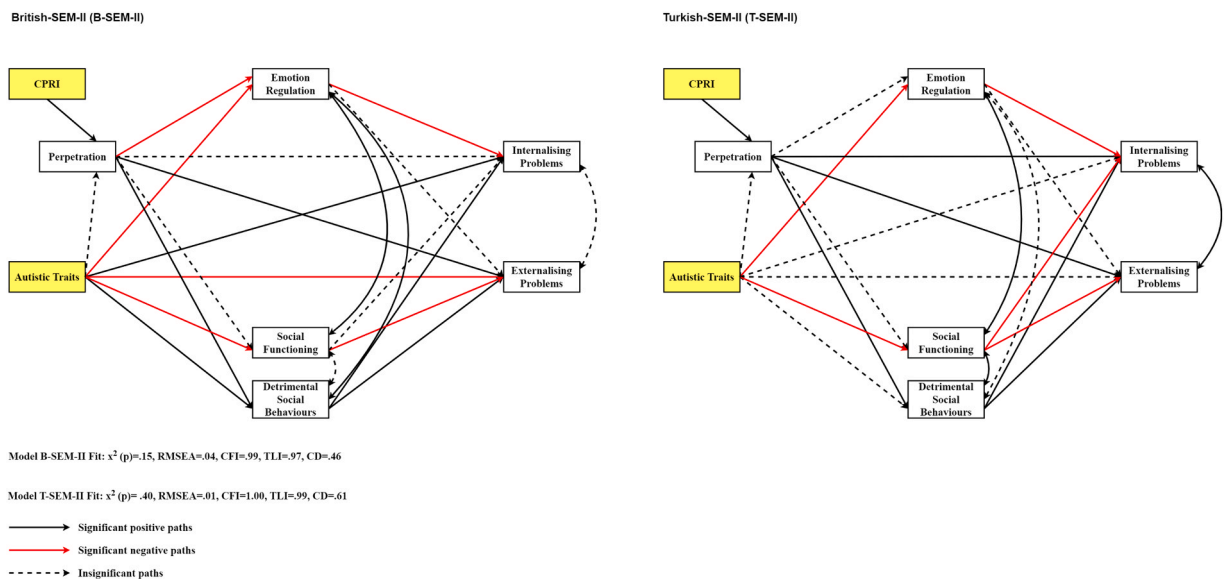 British-SEM-II (B-SEM-II)
CPRI
Emotion
Regulation
Perpetration
Internalising
Problems
Autistic Traits
Externalising
Problems
Social
Functioning
Detrimental
Social
Behaviours
Turkish-SEM-II (T-SEM-II)
CPRI
Emotion
Regulation
Perpetration
Internalising
Problems
Autistic Traits
Externalising
Problems
Social
Functioning
Detrimental
Social
Behaviours
Model B-SEM-II Fit: x² (p)=.15, RMSEA=.04, CFI=.99, TLI=.97, CD=.46
Model T-SEM-II Fit: x² (p)= .40, RMSEA=.01, CFI=1.00, TLI=.99, CD=.61
Significant positive paths
Significant negative paths
Insignificant paths